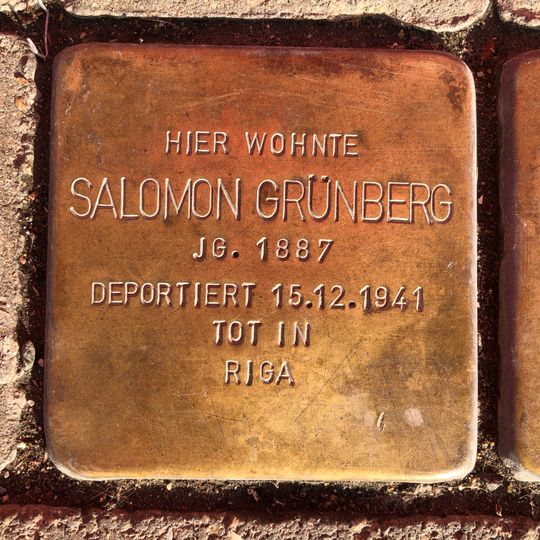 HIER WOHNTE
SALOMON GRÜNBERG
JG. 1887
DEPORTIERT 15.12.1941
TOT IN
RIGA